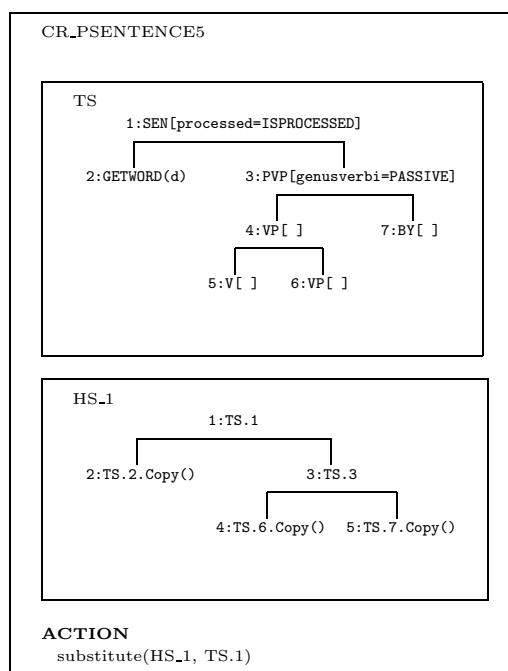 CR_PSENTENCE5
TS
1:SEN[processed=ISPROCESSED]
2:GETWORD(d) 3:PVP[genusverbi=PASSIVE]
4:VP[ ] 7:BY[ ]
5:V[ ] 6:VP[ ]
HS_1
1:TS.1
2:TS.2.Copy() 3:TS.3
4:TS.6.Copy() 5:TS.7.Copy()
ACTION
substitute(HS_1, TS.1)